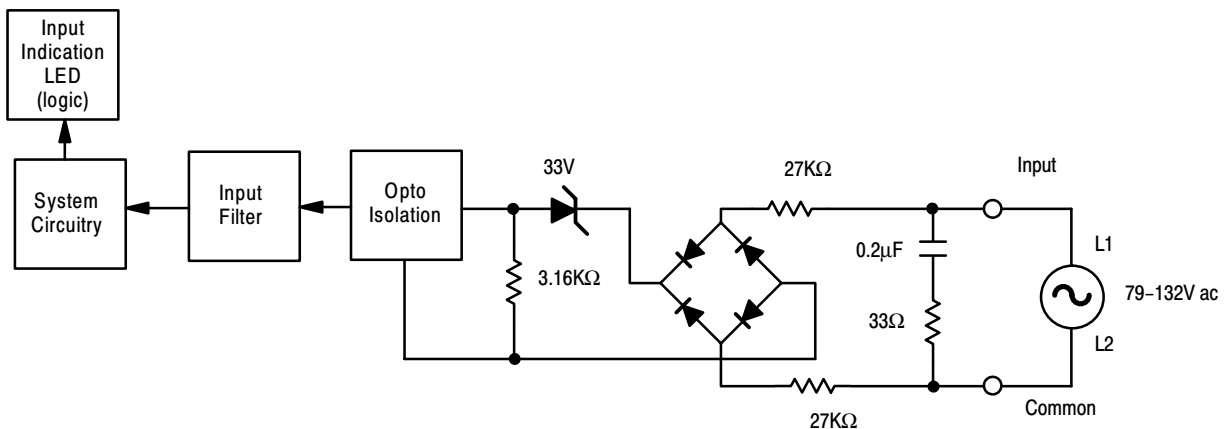 Input
Indication
LED
(logic)
System
Circuitry
Input
Filter
Opto
Isolation
33V
3.16KΩ
27KΩ
27KΩ
0.2µF
33Ω
Input
L1
79–132V ac
L2
Common